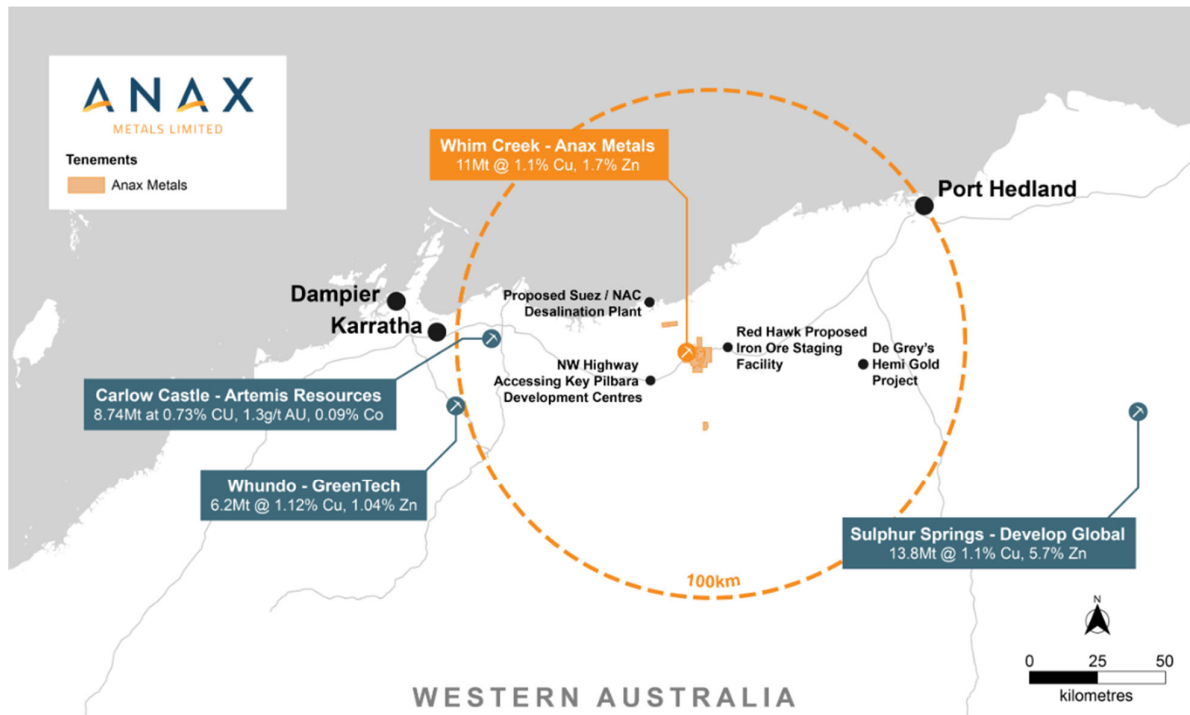 ANAX
METALS LIMITED
Tenements
Anax Metals
Whim Creek - Anax Metals
11Mt @ 1.1% Cu, 1.7% Zn
Port Hedland
Dampier
Karratha
Proposed Suez / NAC
Desalination Plant
NW Highway
Accessing Key Pilbara
Development Centres
Red Hawk Proposed
Iron Ore Staging
Facility
De Grey's
Hemi Gold
Project
Carlow Castle - Artemis Resources
8.74Mt at 0.73% CU, 1.3g/t AU, 0.09% Co
Whundo - GreenTech
6.2Mt @ 1.12% Cu, 1.04% Zn
Sulphur Springs - Develop Global
13.8Mt @ 1.1% Cu, 5.7% Zn
100km
N
0 25 50
kilometres
WESTERN AUSTRALIA